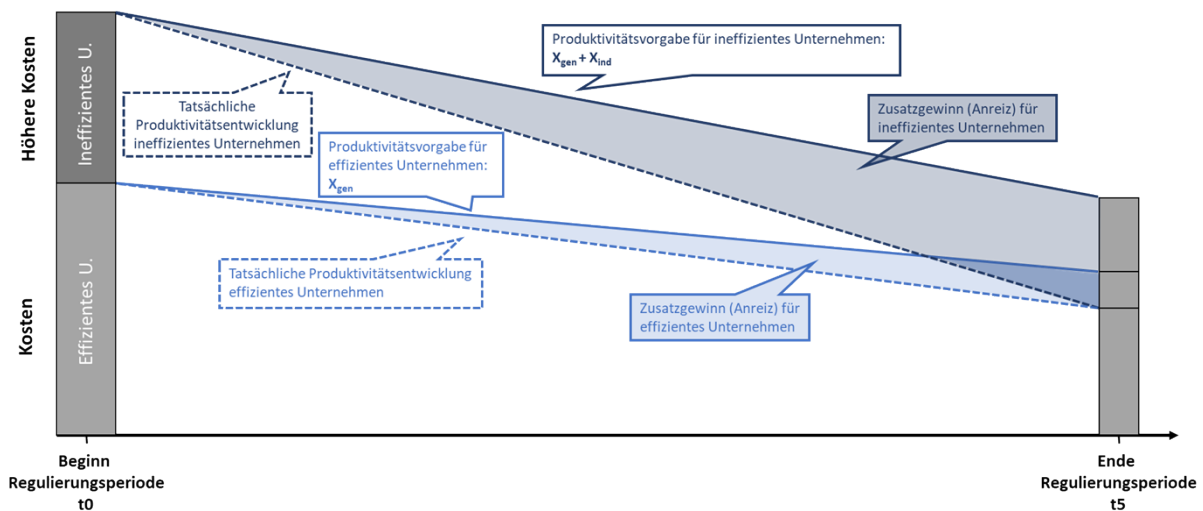 Höhere Kosten
Ineffizientes U.
Produktivitätsvorgabe für ineffizientes Unternehmen:
Xgen + Xind
Tatsächliche
Produktivitätsentwicklung
ineffizientes Unternehmen
Zusatzgewinn (Anreiz) für
ineffizientes Unternehmen
Produktivitätsvorgabe für
effizientes Unternehmen:
Xgen
Kosten
Effizientes U.
Tatsächliche Produktivitätsentwicklung
effizientes Unternehmen
Zusatzgewinn (Anreiz) für
effizientes Unternehmen
Beginn
Regulierungsperiode
t0
Ende
Regulierungsperiode
t5